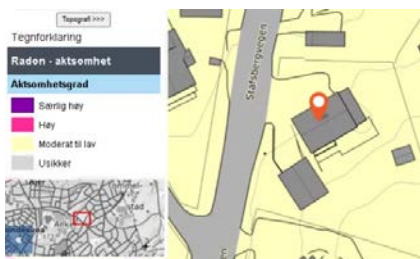 Topografi >>>
Tegnforklaring
Radon - aktsomhet
Aktsomhetsgrad
Særlig høy
Høy
Moderat til lav
Usikker
Stafsbergvegen